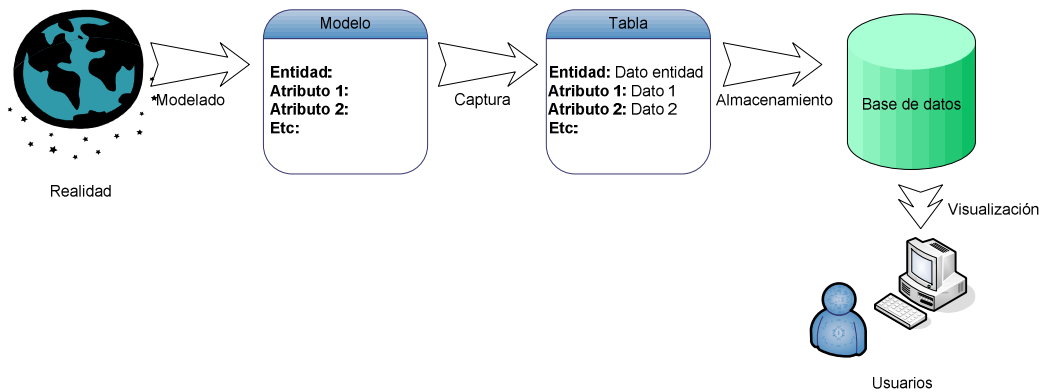 Realidad
Modelado
Modelo
Entidad:
Atributo 1:
Atributo 2:
Etc:
Captura
Tabla
Entidad: Dato entidad
Atributo 1: Dato 1
Atributo 2: Dato 2
Etc:
Almacenamiento
Base de datos
Visualización
Usuarios